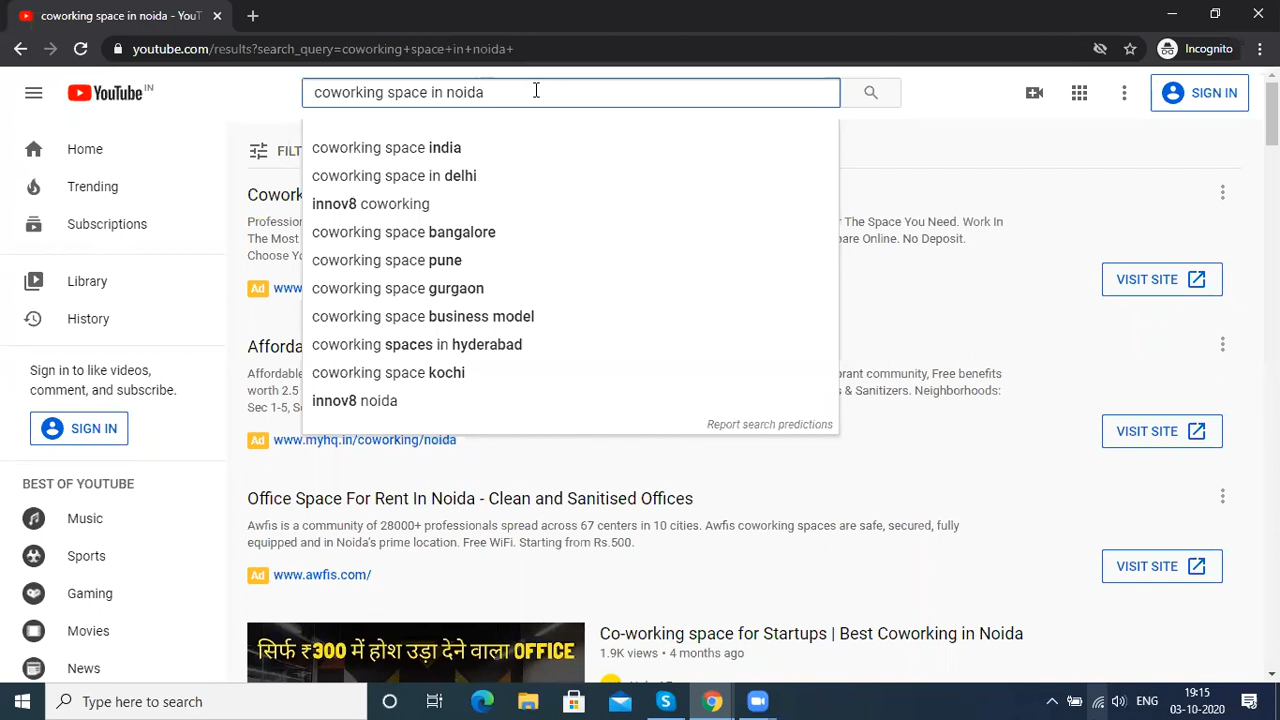 coworking space in noida - YouT
youtube.com/results?search_query=coworking+space+in+noida+
Incognito
YouTube IN
coworking space in noida
SIGN IN
Home
Trending
Subscriptions
Library
History
Sign in to like videos,
comment, and subscribe.
SIGN IN
BEST OF YOUTUBE
Music
Sports
Gaming
Movies
News
FILT
coworking space india
coworking space in delhi
innov8 coworking
coworking space bangalore
coworking space pune
coworking space gurgaon
coworking space business model
coworking spaces in hyderabad
coworking space kochi
innov8 noida
Report search predictions
Cowork
Professio
The Space You Need. Work In
The Most
Online. No Deposit.
Choose Yo
Ad www
VISIT SITE
Afforda
Affordable
community, Free benefits
worth 2.5
& Sanitizers. Neighborhoods:
Sec 1-5, S
Ad www.myhq.in/coworking/noida
VISIT SITE
Office Space For Rent In Noida - Clean and Sanitised Offices
Awfis is a community of 28000+ professionals spread across 67 centers in 10 cities. Awfis coworking spaces are safe, secured, fully
equipped and in Noida's prime location. Free WiFi. Starting from Rs.500.
Ad www.awfis.com/
VISIT SITE
सिर्फ ₹300 में होश उड़ा देने वाला OFFICE
Co-working space for Startups | Best Coworking in Noida
1.9K views • 4 months ago
Type here to search
ENG
19:15
03-10-2020